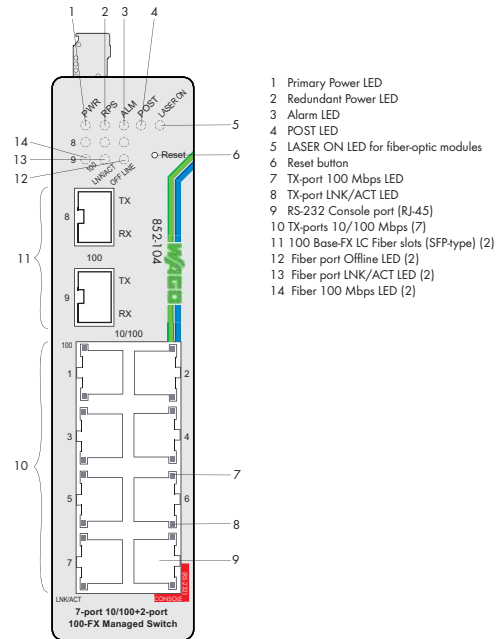 1 2 3 4
PWR RPS ALM POST LASER ON
5
8
14
13 9
100 LNK/ACT OFF LINE
12
Reset 6
TX
8
RX
100
11
TX
9
RX
10/100
852-104
WAGO
100
1 2
3 4
10
7
5 6
8
9
7
RS-232
CONSOLE
LNK/ACT
7-port 10/100+2-port
100-FX Managed Switch
1 Primary Power LED
2 Redundant Power LED
3 Alarm LED
4 POST LED
5 LASER ON LED for fiber-optic modules
6 Reset button
7 TX-port 100 Mbps LED
8 TX-port LNK/ACT LED
9 RS-232 Console port (RJ-45)
10 TX-ports 10/100 Mbps (7)
11 100 Base-FX LC Fiber slots (SFP-type) (2)
12 Fiber port Offline LED (2)
13 Fiber port LNK/ACT LED (2)
14 Fiber 100 Mbps LED (2)